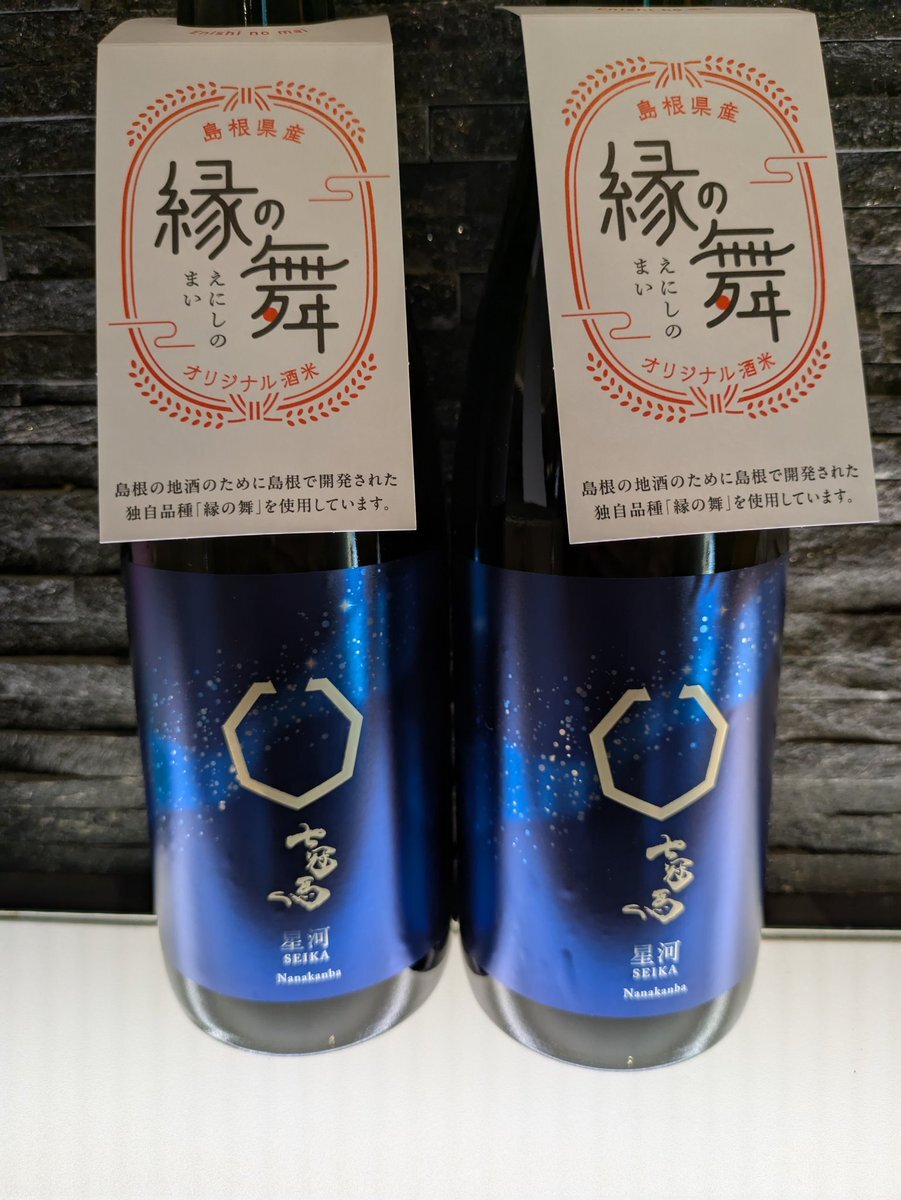 Enishi no mai
島根県産
縁の
舞
えにしの
まい
オリジナル酒米
島根の地酒のために島根で開発された
独自品種「縁の舞」を使用しています。
七冠馬
星河
SEIKA
Nanakanba
Enishi no mai
島根県産
縁の
舞
えにしの
まい
オリジナル酒米
島根の地酒のために島根で開発された
独自品種「縁の舞」を使用しています。
七冠馬
星河
SEIKA
Nanakanba